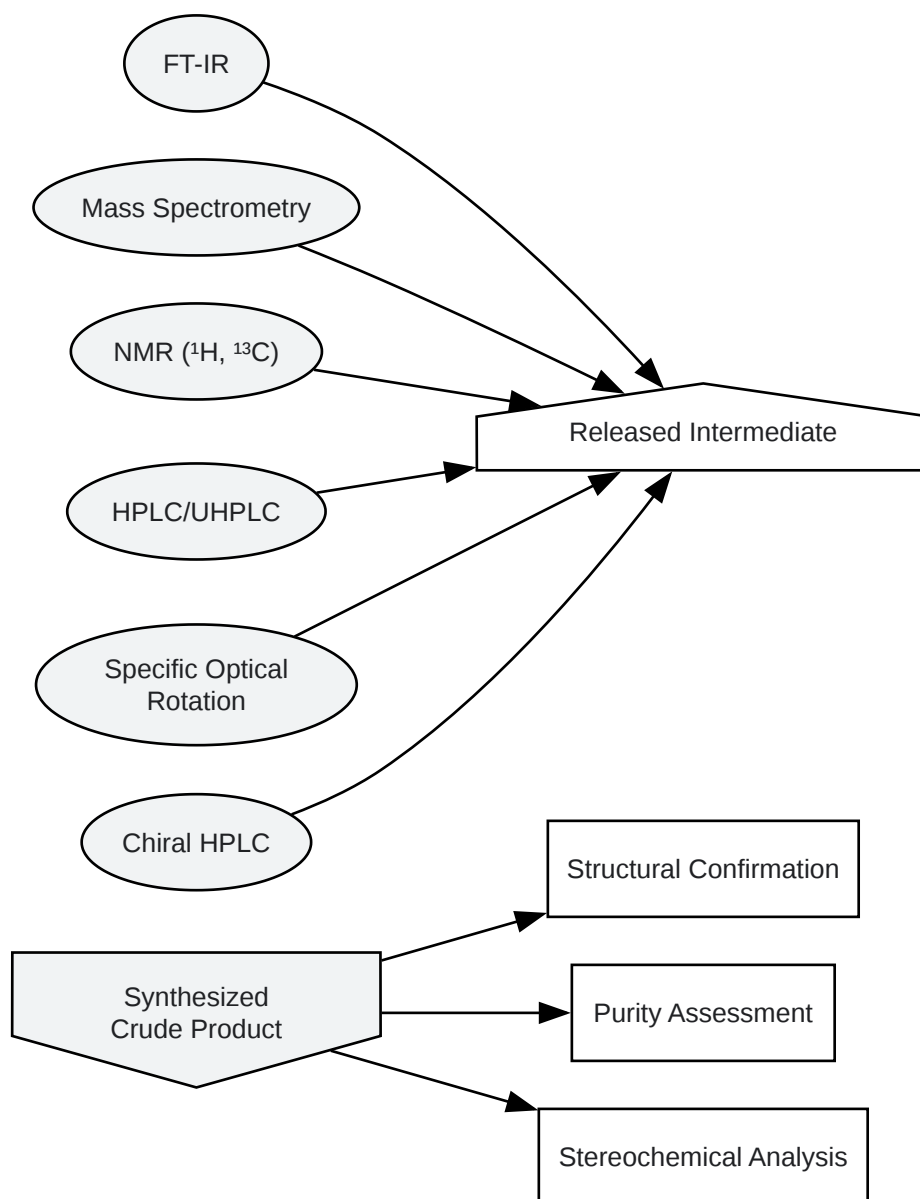 FT-IR
Mass Spectrometry
NMR (¹H, ¹³C)
Released Intermediate
HPLC/UHPLC
Specific Optical
Rotation
Chiral HPLC
Structural Confirmation
Synthesized
Crude Product
Purity Assessment
Stereochemical Analysis